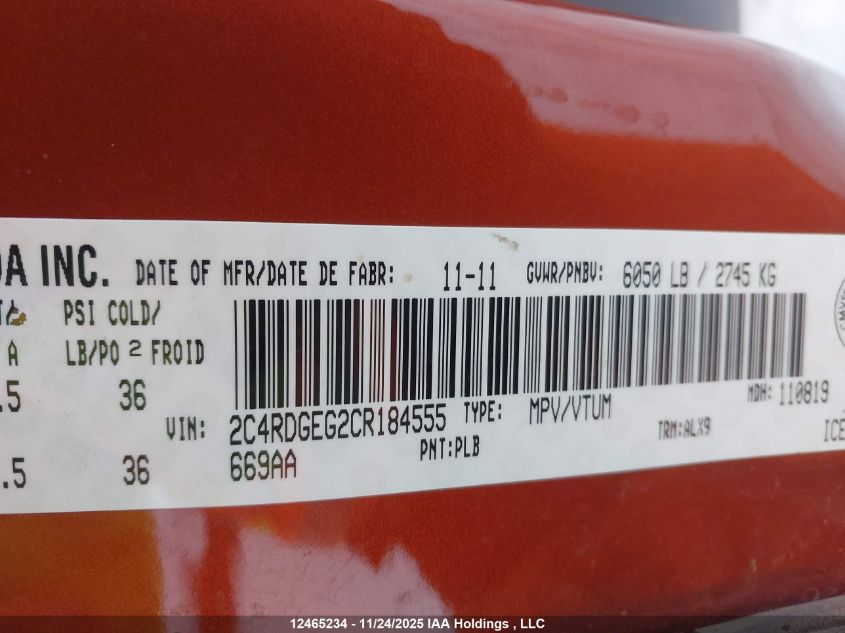 DA INC. DATE OF MFR/DATE DE FABR: 11-11 GVWR/PNBV: 6050 LB / 2745 KG
PSI COLD/
A LB/PO 2 FROID
.5 36
VIN: 2C4RDGEG2CR184555 TYPE: MPV/VTUM MDH: 110819
669AA PNT:PLB TRM:ALX9 ICE
.5 36
12465234 - 11/24/2025 IAA Holdings , LLC